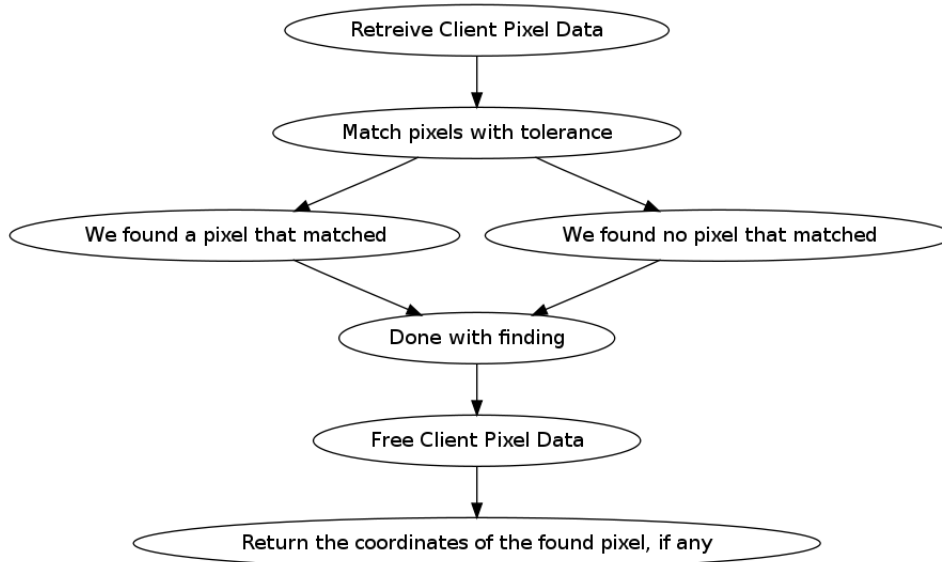 Retreive Client Pixel Data
Match pixels with tolerance
We found a pixel that matched
We found no pixel that matched
Done with finding
Free Client Pixel Data
Return the coordinates of the found pixel, if any